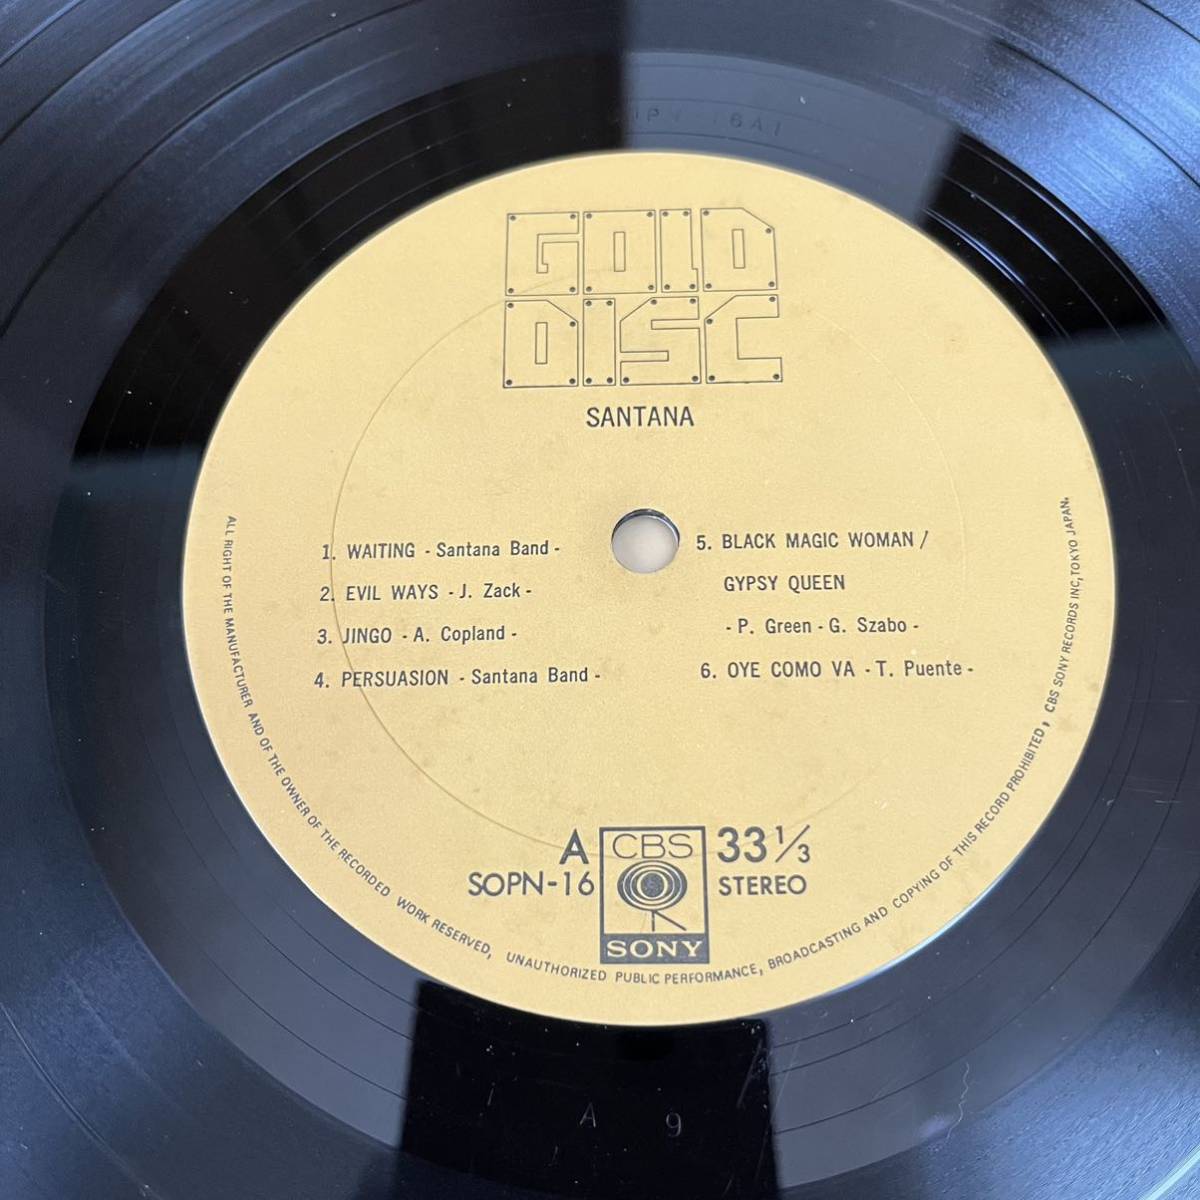 GOLD
DISC
SANTANA
1. WAITING - Santana Band -
2. EVIL WAYS - J. Zack -
3. JINGO - A. Copland -
4. PERSUASION - Santana Band -
5. BLACK MAGIC WOMAN /
GYPSY QUEEN
- P. Green - G. Szabo -
6. OYE COMO VA - T. Puente -
A
SOPN-16
CBS
SONY
33 1/3
STEREO
ALL RIGHT OF THE MANUFACTURER AND OF THE OWNER OF THE RECORDED WORK RESERVED, UNAUTHORIZED PUBLIC PERFORMANCE, BROADCASTING AND COPYING OF THIS RECORD PROHIBITED, CBS SONY RECORDS INC, TOKYO JAPAN.
1 A 9